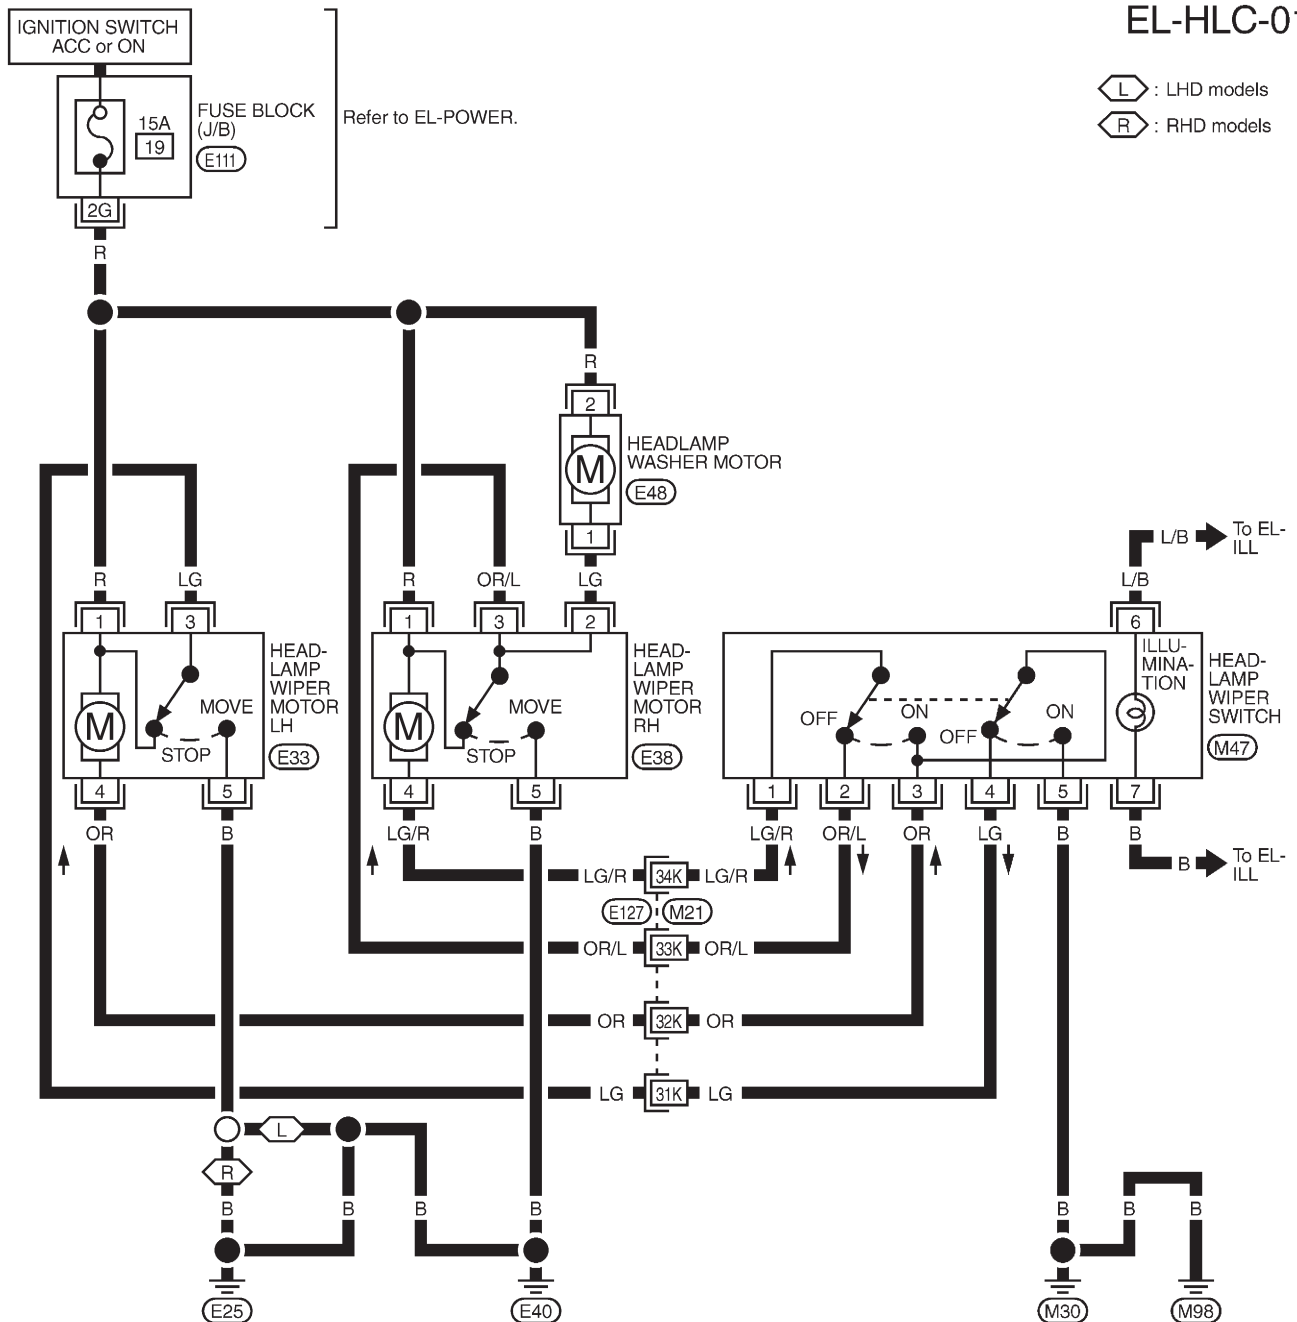 EL-HLC-01
IGNITION SWITCH
ACC or ON
L : LHD models
R : RHD models
FUSE BLOCK
(J/B)
E111
15A
19
Refer to EL-POWER.
2G
R
R
2
HEADLAMP
WASHER MOTOR
M
E48
1
L/B
To EL-
ILL
R
LG
R
OR/L
LG
L/B
1
3
1
3
2
6
HEAD-
LAMP
WIPER
MOTOR
LH
E33
M
MOVE
STOP
HEAD-
LAMP
WIPER
MOTOR
RH
E38
M
MOVE
STOP
ILLU-
MINA-
TION
HEAD-
LAMP
WIPER
SWITCH
M47
OFF
ON
OFF
ON
4
5
4
5
1
2
3
4
5
7
OR
B
LG/R
B
LG/R
OR/L
OR
LG
B
B
B
To EL-
ILL
LG/R
34K
LG/R
E127
M21
OR/L
33K
OR/L
OR
32K
OR
LG
31K
LG
L
R
B
B
B
B
B
B
B
E25
E40
M30
M98